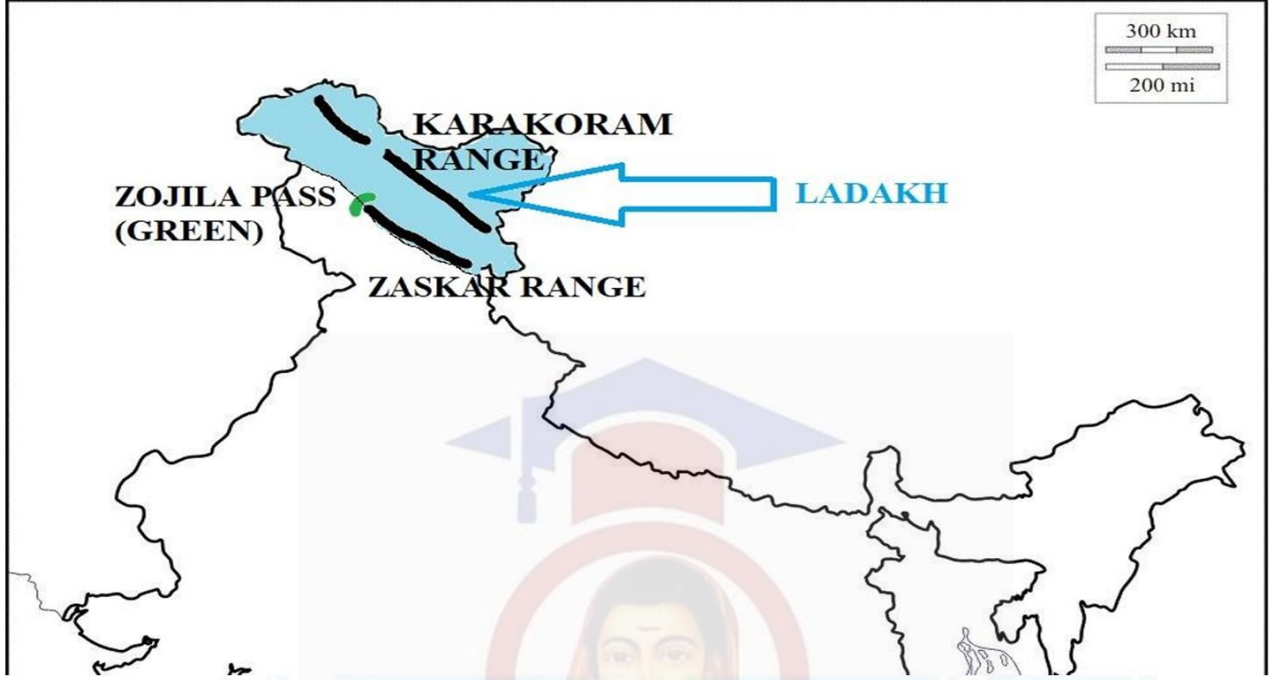 300 km
200 mi
KARAKORAM
RANGE
ZOJILA PASS
(GREEN)
LADAKH
ZASKAR RANGE